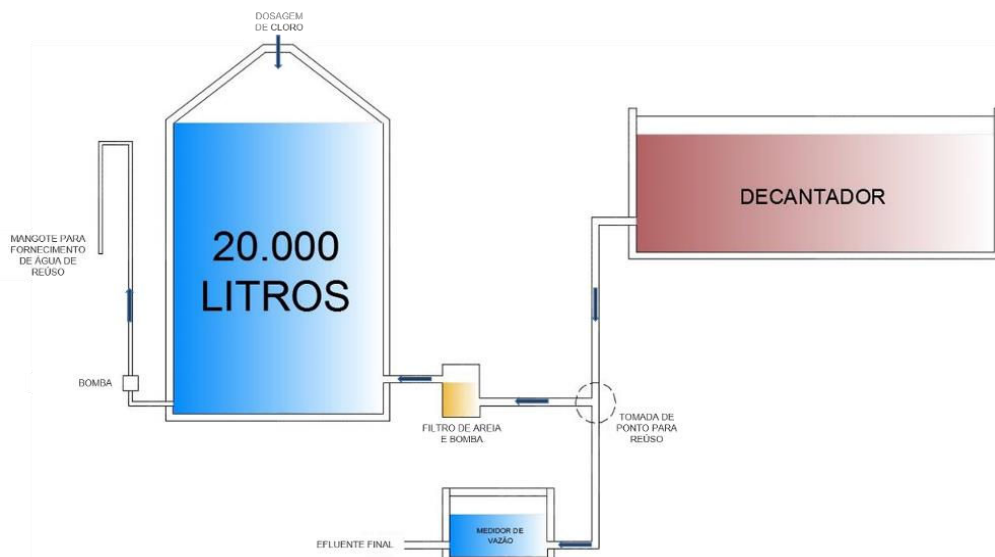 DOSAGEM
DE CLORO
DECANTADOR
20.000
LITROS
MANGOTE PARA
FORNECIMENTO
DE ÁGUA DE
REÚSO
BOMBA
FILTRO DE AREIA
E BOMBA
TOMADA DE
PONTO PARA
REÚSO
MEDIDOR DE
VAZÃO
EFLUENTE FINAL